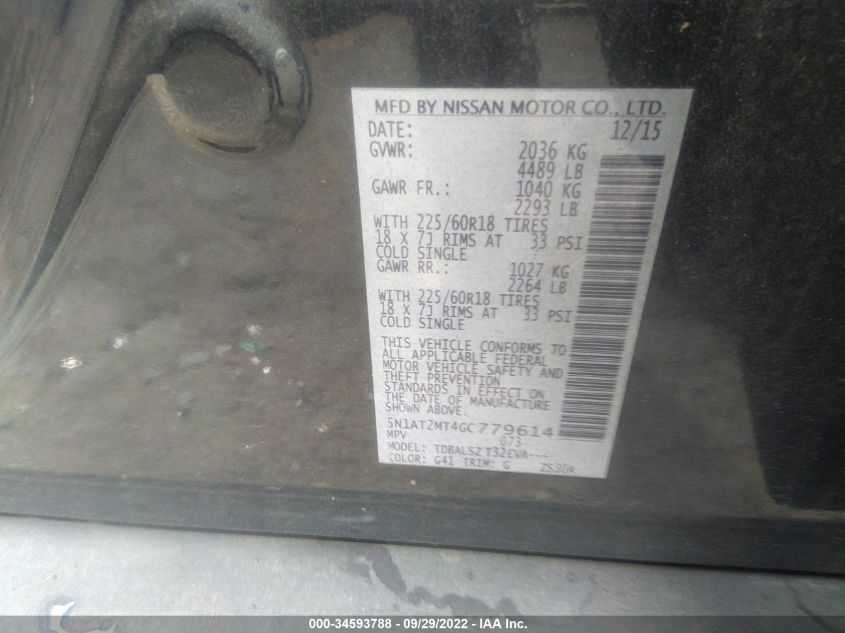 MFD BY NISSAN MOTOR CO., LTD.
DATE: 12/15
GVWR: 2036 KG
4489 LB
GAWR FR.: 1040 KG
2293 LB
WITH 225/60R18 TIRES
18 X 7J RIMS AT 33 PSI
COLD SINGLE
GAWR RR.: 1027 KG
2264 LB
WITH 225/60R18 TIRES
18 X 7J RIMS AT 33 PSI
COLD SINGLE
THIS VEHICLE CONFORMS TO
ALL APPLICABLE FEDERAL
MOTOR VEHICLE SAFETY AND
THEFT PREVENTION
STANDARDS IN EFFECT ON
THE DATE OF MANUFACTURE
SHOWN ABOVE.
5N1AT2MT4GC779614
MPV 073
MODEL: TDBALSZ T32EVA---
COLOR: G41 TRIM: G ZS3DA
000-34593788 - 09/29/2022 - IAA Inc.